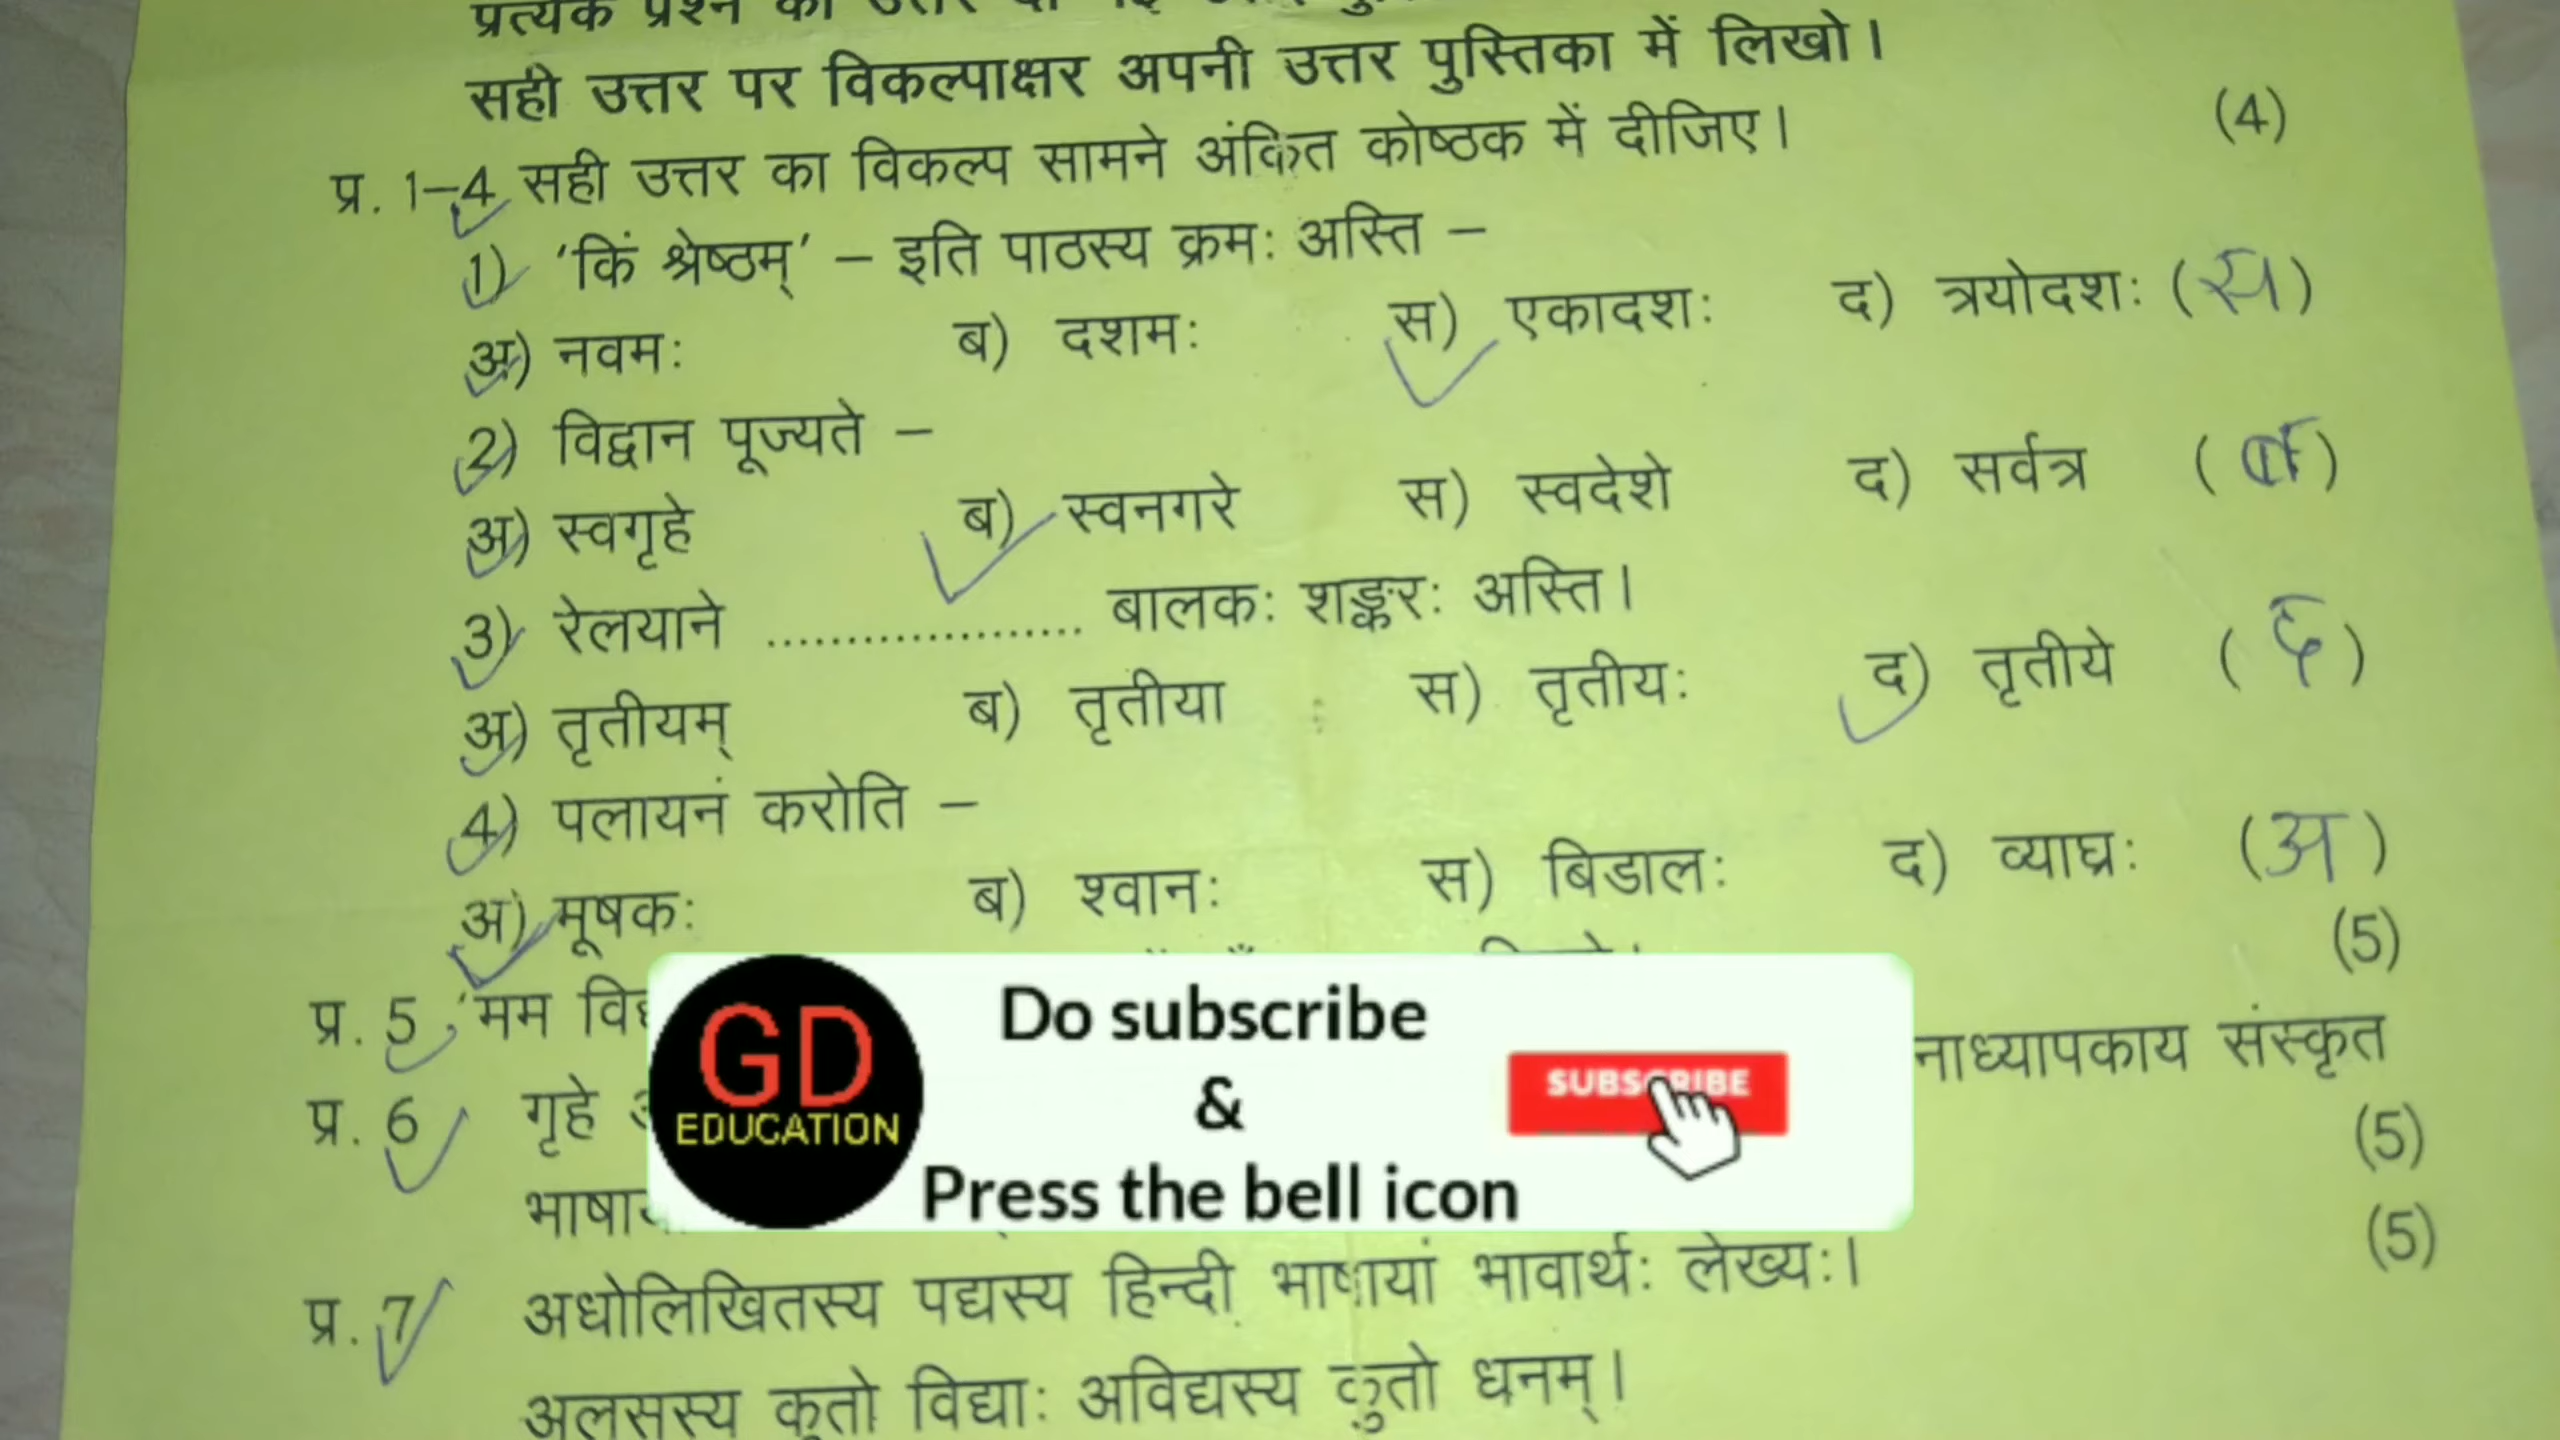 सही उत्तर पर विकल्पाक्षर अपनी उत्तर पुस्तिका में लिखो।
प्र. 1–4 सही उत्तर का विकल्प सामने अंकित कोष्ठक में दीजिए। (4)
1) 'किं श्रेष्ठम्' – इति पाठस्य क्रमः अस्ति –
अ) नवमः ब) दशमः स) एकादशः द) त्रयोदशः (स)
2) विद्वान पूज्यते –
अ) स्वगृहे ब) स्वनगरे स) स्वदेशे द) सर्वत्र ( )
3) रेलयाने .................... बालकः शङ्करः अस्ति।
अ) तृतीयम् ब) तृतीया स) तृतीयः द) तृतीये (द)
4) पलायनं करोति –
अ) मूषकः ब) श्वानः स) बिडालः द) व्याघ्रः (अ)
(5)
प्र. 5 'मम
प्र. 6 गृहे नाध्यापकाय संस्कृत
(5)
GD EDUCATION
Do subscribe
&
Press the bell icon
SUBSCRIBE
(5)
प्र. 7 अधोलिखितस्य पद्यस्य हिन्दी भाषायां भावार्थः लेख्यः।
अलसस्य कुतो विद्याः अविद्यस्य कुतो धनम्।